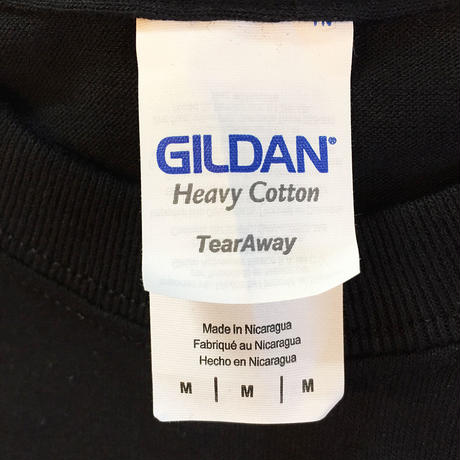 GILDAN®
Heavy Cotton
TearAway
Made in Nicaragua
Fabriqué au Nicaragua
Hecho en Nicaragua
M | M | M